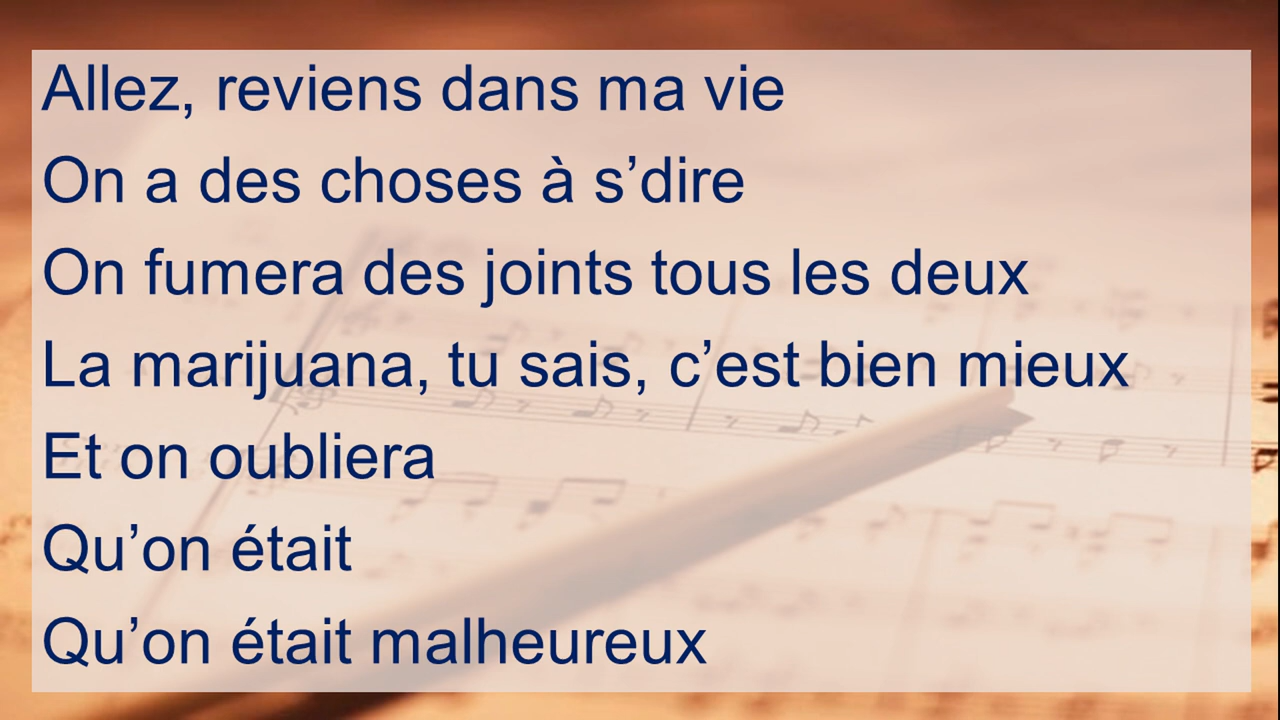 Allez, reviens dans ma vie
On a des choses à s’dire
On fumera des joints tous les deux
La marijuana, tu sais, c’est bien mieux
Et on oubliera
Qu’on était
Qu’on était malheureux